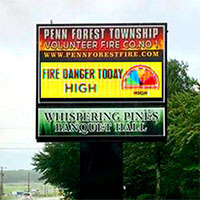 PENN FOREST TOWNSHIP
VOLUNTEER FIRE CO. NO. 1
WWW.PENNFORESTFIRE.COM
FIRE DANGER TODAY
HIGH
HIGH
WHISPERING PINES
BANQUET HALL